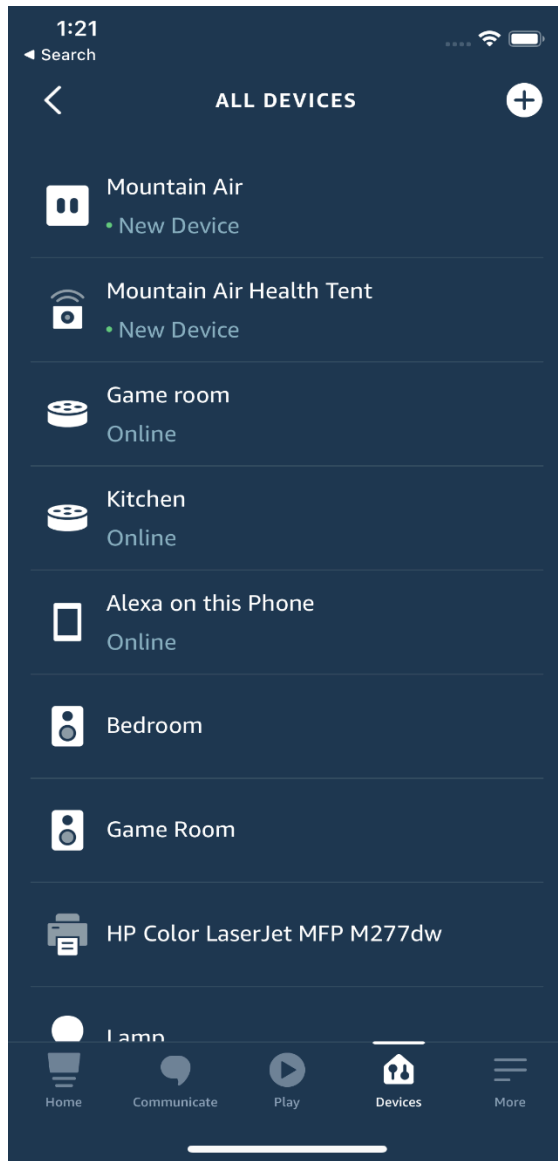 1:21
Search
ALL DEVICES
Mountain Air
New Device
Mountain Air Health Tent
New Device
Game room
Online
Kitchen
Online
Alexa on this Phone
Online
Bedroom
Game Room
HP Color LaserJet MFP M277dw
Lamp
Home Communicate Play Devices More